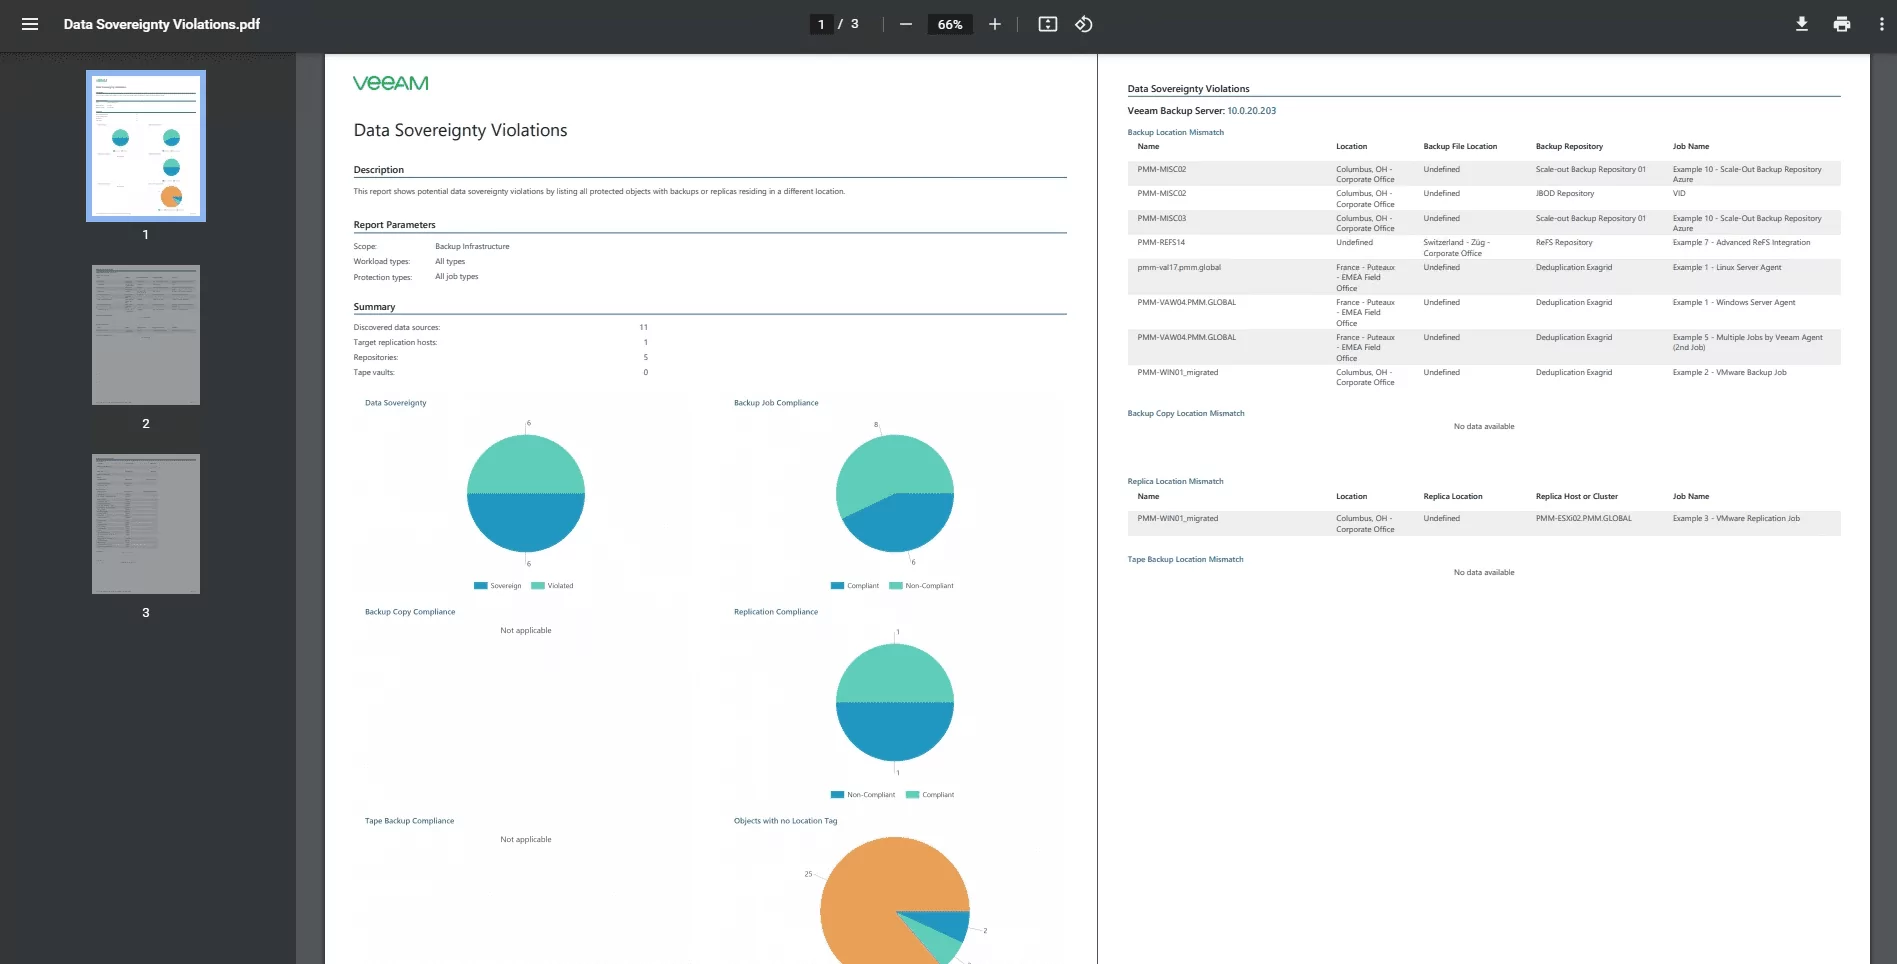 Data Sovereignty Violations.pdf
1 / 3
66%
1
2
3
veeAM
Data Sovereignty Violations
Description
This report shows potential data sovereignty violations by listing all protected objects with backups or replicas residing in a different location.
Report Parameters
Scope: Backup Infrastructure
Workload types: All types
Protection types: All job types
Summary
Discovered data sources: 11
Target replication hosts: 1
Repositories: 5
Tape vaults: 0
Data Sovereignty
6
6
Sovereign Violated
Backup Job Compliance
8
6
Compliant Non-Compliant
Backup Copy Compliance
Not applicable
Replication Compliance
1
1
Non-Compliant Compliant
Tape Backup Compliance
Not applicable
Objects with no Location Tag
25
2
Data Sovereignty Violations
Veeam Backup Server: 10.0.20.203
Backup Location Mismatch
Name Location Backup File Location Backup Repository Job Name
PMM-MISC02 Columbus, OH - Undefined Scale-out Backup Repository 01 Example 10 - Scale-Out Backup Repository
Corporate Office Azure
PMM-MISC02 Columbus, OH - Undefined JBOD Repository VID
Corporate Office
PMM-MISC03 Columbus, OH - Undefined Scale-out Backup Repository 01 Example 10 - Scale-Out Backup Repository
Corporate Office Azure
PMM-REFS14 Undefined Switzerland - Züg - ReFS Repository Example 7 - Advanced ReFS Integration
Corporate Office
pmm-val17.pmm.global France - Puteaux Undefined Deduplication Exagrid Example 1 - Linux Server Agent
- EMEA Field
Office
PMM-VAW04.PMM.GLOBAL France - Puteaux Undefined Deduplication Exagrid Example 1 - Windows Server Agent
- EMEA Field
Office
PMM-VAW04.PMM.GLOBAL France - Puteaux Undefined Deduplication Exagrid Example 5 - Multiple Jobs by Veeam Agent
- EMEA Field (2nd Job)
Office
PMM-WIN01_migrated Columbus, OH - Undefined Deduplication Exagrid Example 2 - VMware Backup Job
Corporate Office
Backup Copy Location Mismatch
No data available
Replica Location Mismatch
Name Location Replica Location Replica Host or Cluster Job Name
PMM-WIN01_migrated Columbus, OH - Undefined PMM-ESXi02.PMM.GLOBAL Example 3 - VMware Replication Job
Corporate Office
Tape Backup Location Mismatch
No data available